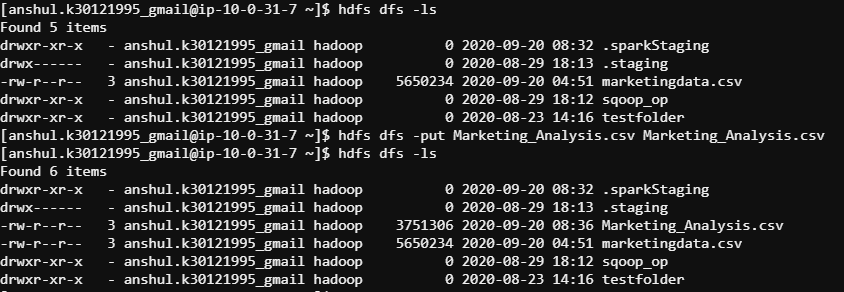 [anshul.k30121995_gmail@ip-10-0-31-7 ~]$ hdfs dfs -ls
Found 5 items
drwxr-xr-x   - anshul.k30121995_gmail hadoop          0 2020-09-20 08:32 .sparkStaging
drwx------   - anshul.k30121995_gmail hadoop          0 2020-08-29 18:13 .staging
-rw-r--r--   3 anshul.k30121995_gmail hadoop    5650234 2020-09-20 04:51 marketingdata.csv
drwxr-xr-x   - anshul.k30121995_gmail hadoop          0 2020-08-29 18:12 sqoop_op
drwxr-xr-x   - anshul.k30121995_gmail hadoop          0 2020-08-23 14:16 testfolder
[anshul.k30121995_gmail@ip-10-0-31-7 ~]$ hdfs dfs -put Marketing_Analysis.csv Marketing_Analysis.csv
[anshul.k30121995_gmail@ip-10-0-31-7 ~]$ hdfs dfs -ls
Found 6 items
drwxr-xr-x   - anshul.k30121995_gmail hadoop          0 2020-09-20 08:32 .sparkStaging
drwx------   - anshul.k30121995_gmail hadoop          0 2020-08-29 18:13 .staging
-rw-r--r--   3 anshul.k30121995_gmail hadoop    3751306 2020-09-20 08:36 Marketing_Analysis.csv
-rw-r--r--   3 anshul.k30121995_gmail hadoop    5650234 2020-09-20 04:51 marketingdata.csv
drwxr-xr-x   - anshul.k30121995_gmail hadoop          0 2020-08-29 18:12 sqoop_op
drwxr-xr-x   - anshul.k30121995_gmail hadoop          0 2020-08-23 14:16 testfolder